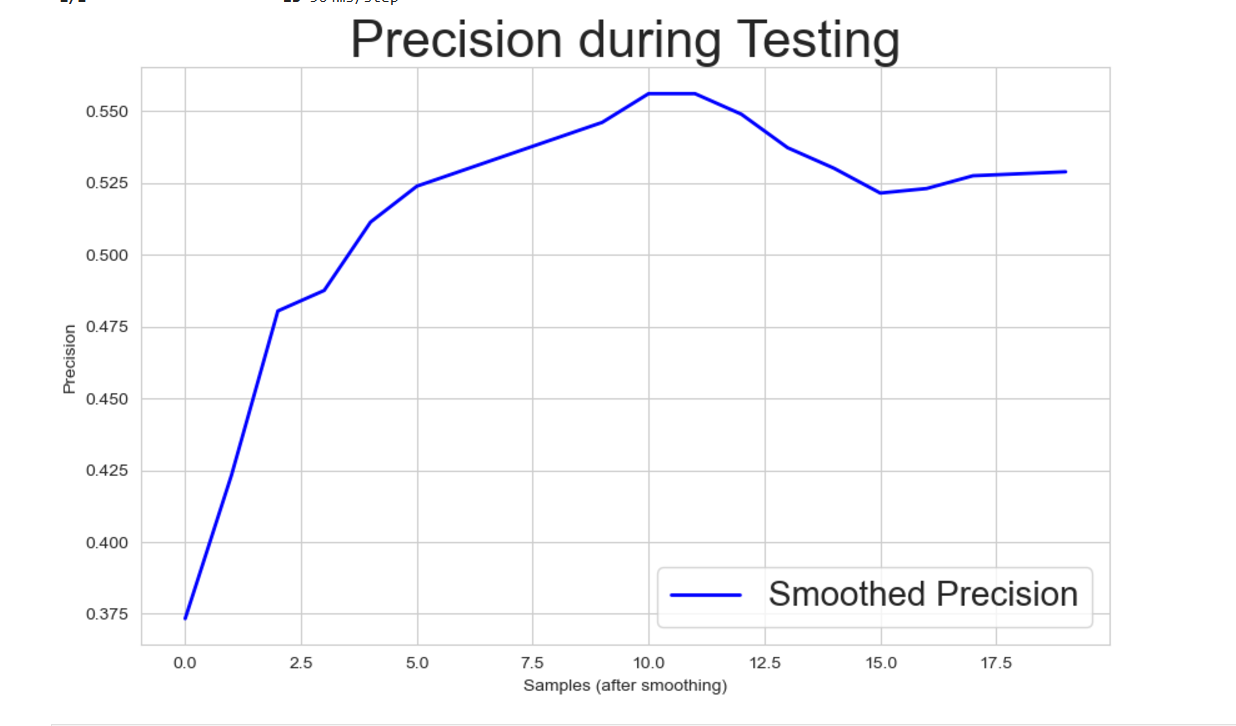 Precision during Testing
0.550
0.525
0.500
0.475
0.450
0.425
0.400
0.375
Precision
Smoothed Precision
0.0 2.5 5.0 7.5 10.0 12.5 15.0 17.5
Samples (after smoothing)